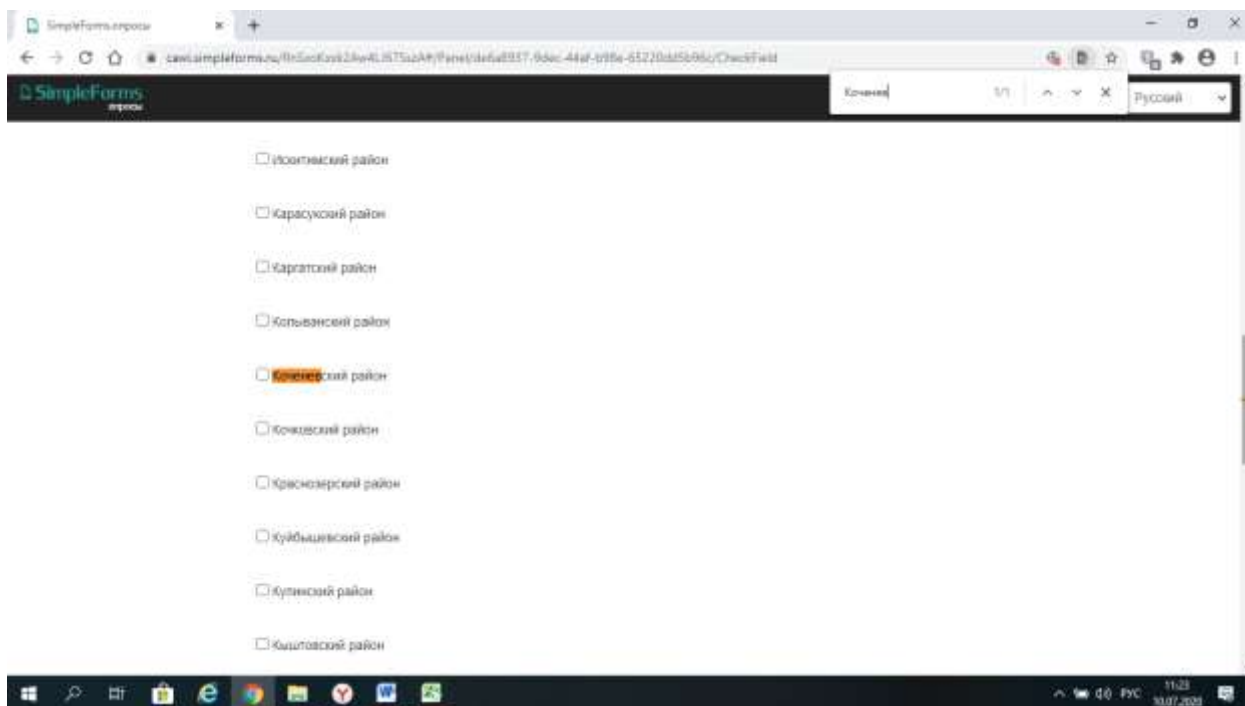 SimpleForms.опросы
SimpleForms
опросы
Коченев
1/1
Русский
Искитимский район
Карасукский район
Каргатский район
Колыванский район
Коченевский район
Кочковский район
Краснозерский район
Куйбышевский район
Купинский район
Кыштовский район
РУС
11:23
10.07.2020